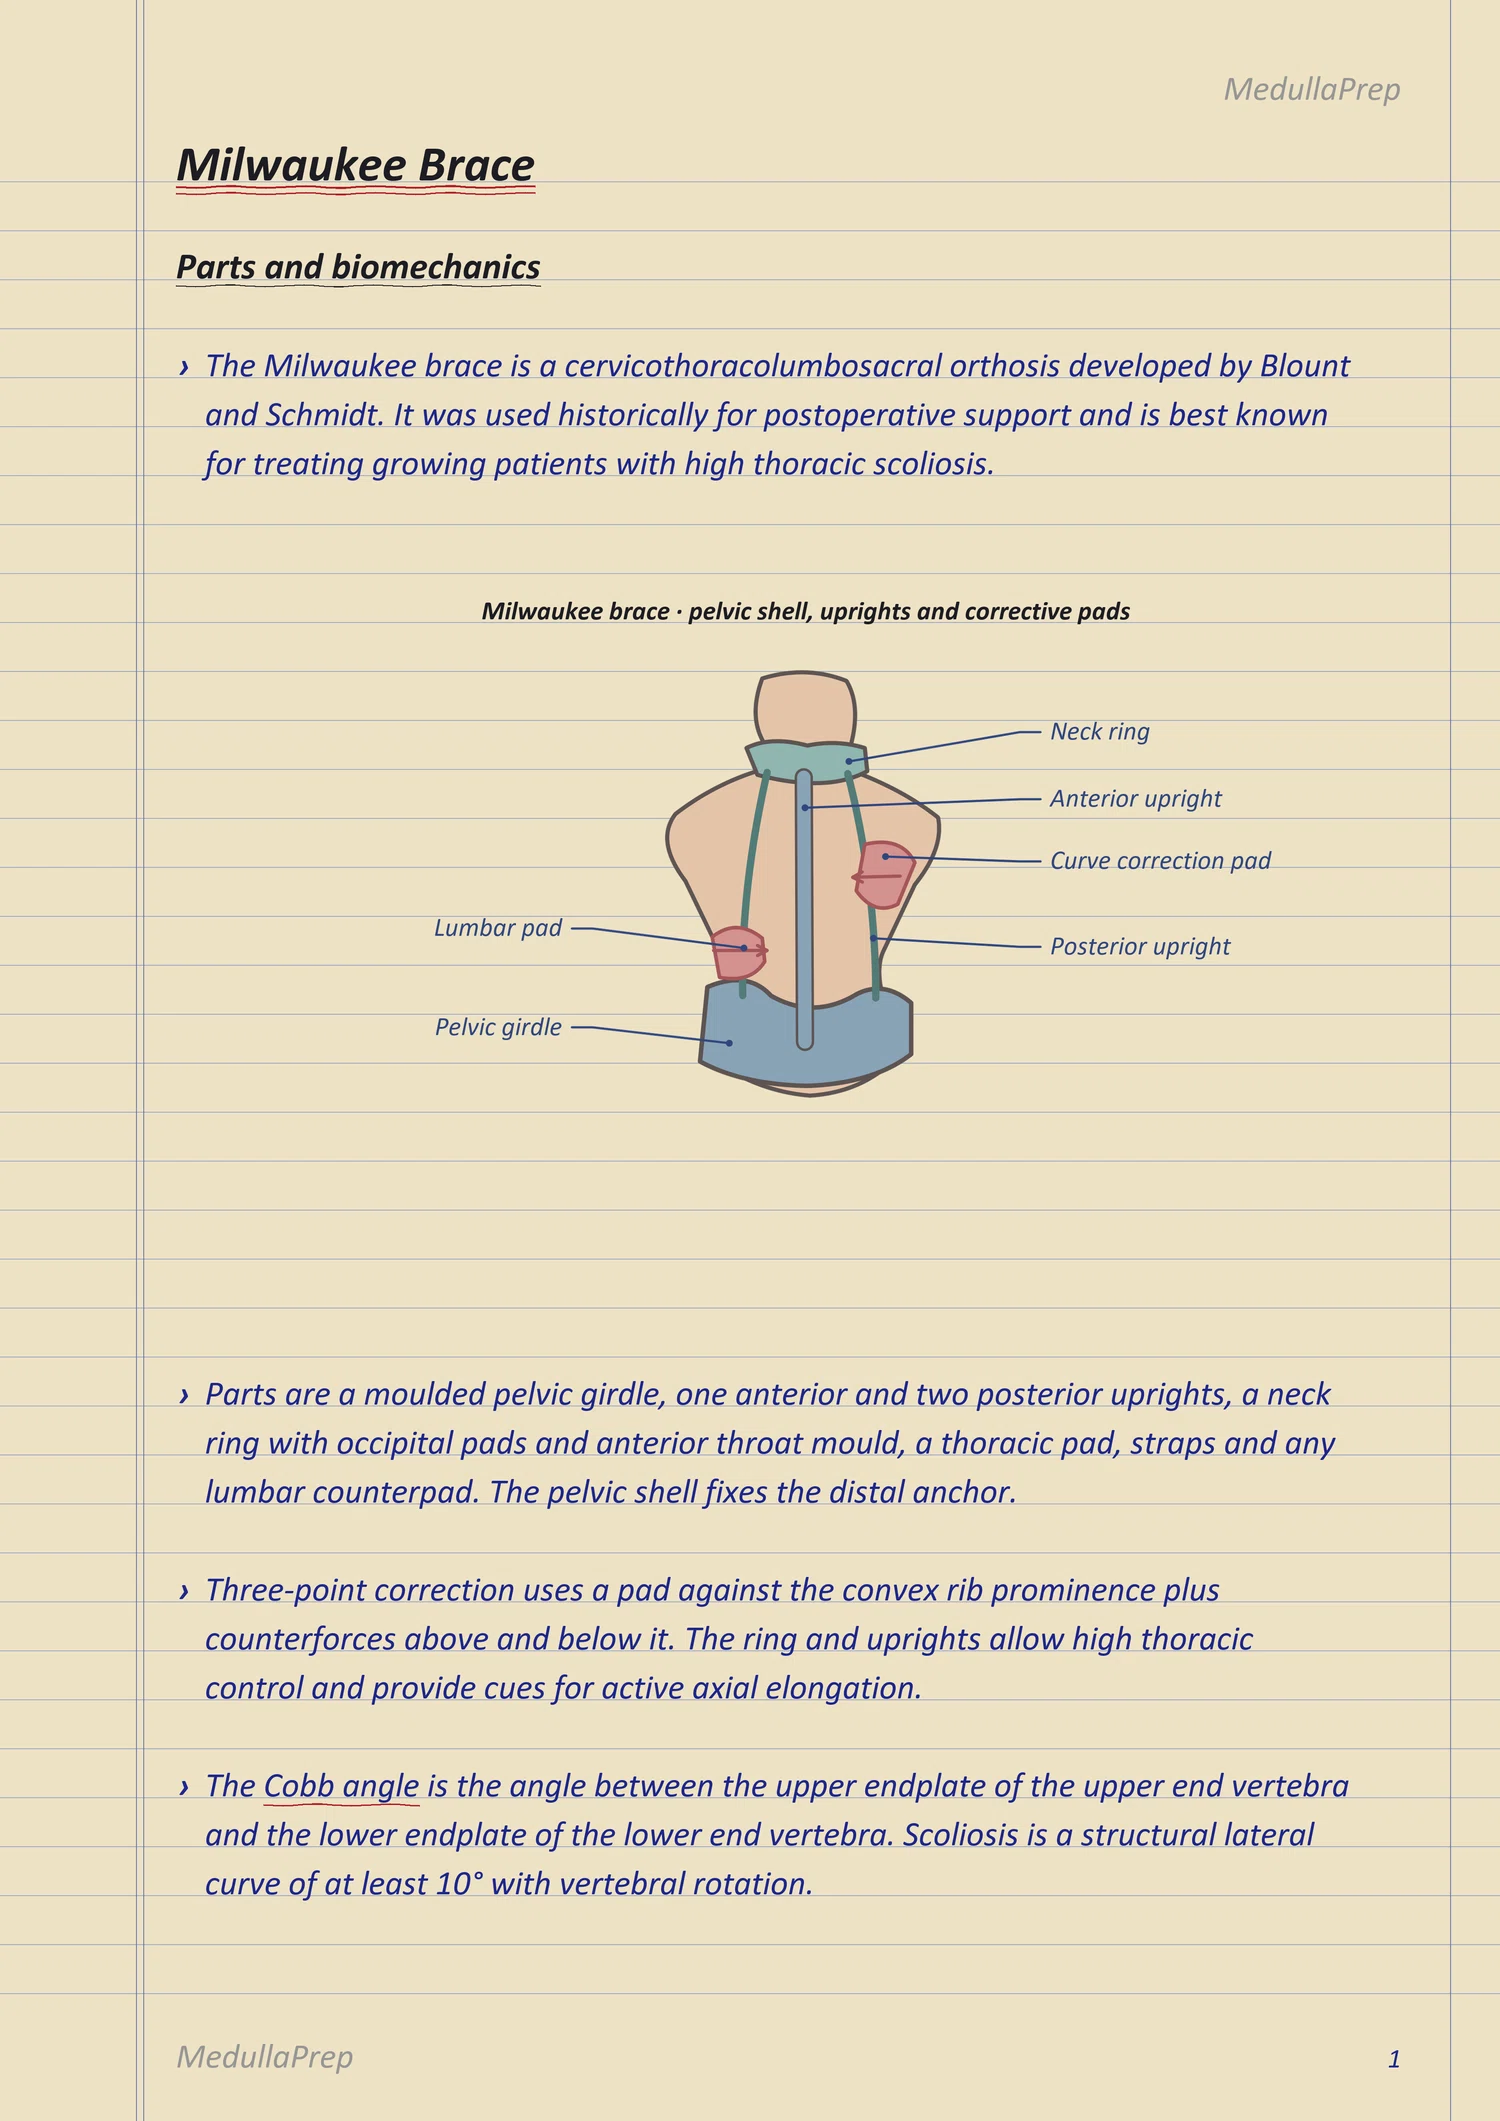 MedullaPrep
Milwaukee Brace
Parts and biomechanics
› The Milwaukee brace is a cervicothoracolumbosacral orthosis developed by Blount
and Schmidt. It was used historically for postoperative support and is best known
for treating growing patients with high thoracic scoliosis.
Milwaukee brace · pelvic shell, uprights and corrective pads
Neck ring
Anterior upright
Curve correction pad
Lumbar pad
Posterior upright
Pelvic girdle
› Parts are a moulded pelvic girdle, one anterior and two posterior uprights, a neck
ring with occipital pads and anterior throat mould, a thoracic pad, straps and any
lumbar counterpad. The pelvic shell fixes the distal anchor.
› Three-point correction uses a pad against the convex rib prominence plus
counterforces above and below it. The ring and uprights allow high thoracic
control and provide cues for active axial elongation.
› The Cobb angle is the angle between the upper endplate of the upper end vertebra
and the lower endplate of the lower end vertebra. Scoliosis is a structural lateral
curve of at least 10° with vertebral rotation.
MedullaPrep
1